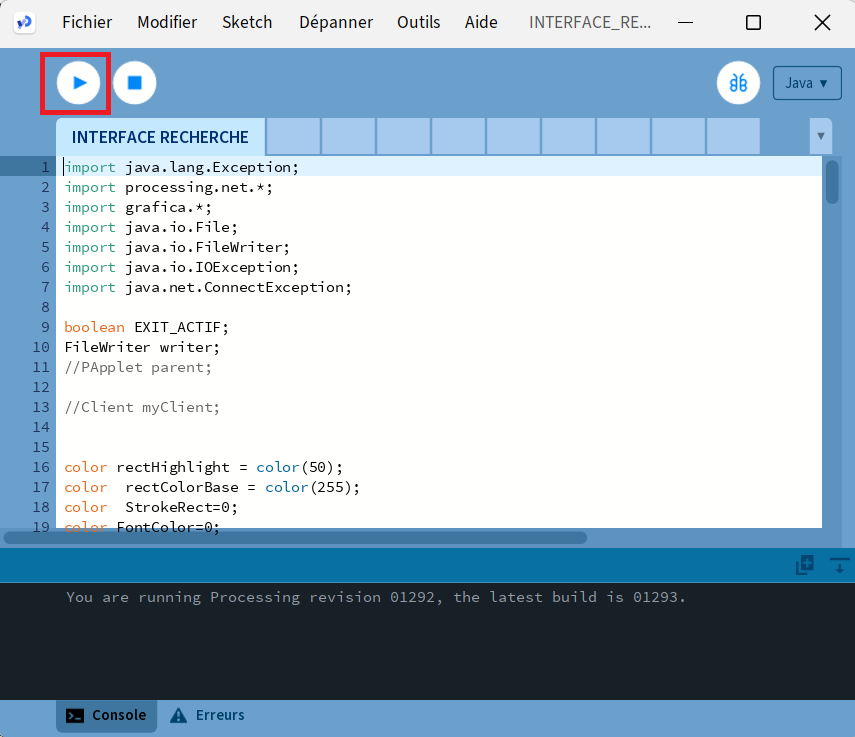 Fichier Modifier Sketch Dépanner Outils Aide INTERFACE_RE...
Java ▼
INTERFACE RECHERCHE
1 import java.lang.Exception;
2 import processing.net.*;
3 import grafica.*;
4 import java.io.File;
5 import java.io.FileWriter;
6 import java.io.IOException;
7 import java.net.ConnectException;
8
9 boolean EXIT_ACTIF;
10 FileWriter writer;
11 //PApplet parent;
12
13 //Client myClient;
14
15
16 color rectHighlight = color(50);
17 color  rectColorBase = color(255);
18 color  StrokeRect=0;
19 color FontColor=0;
You are running Processing revision 01292, the latest build is 01293.
Console Erreurs